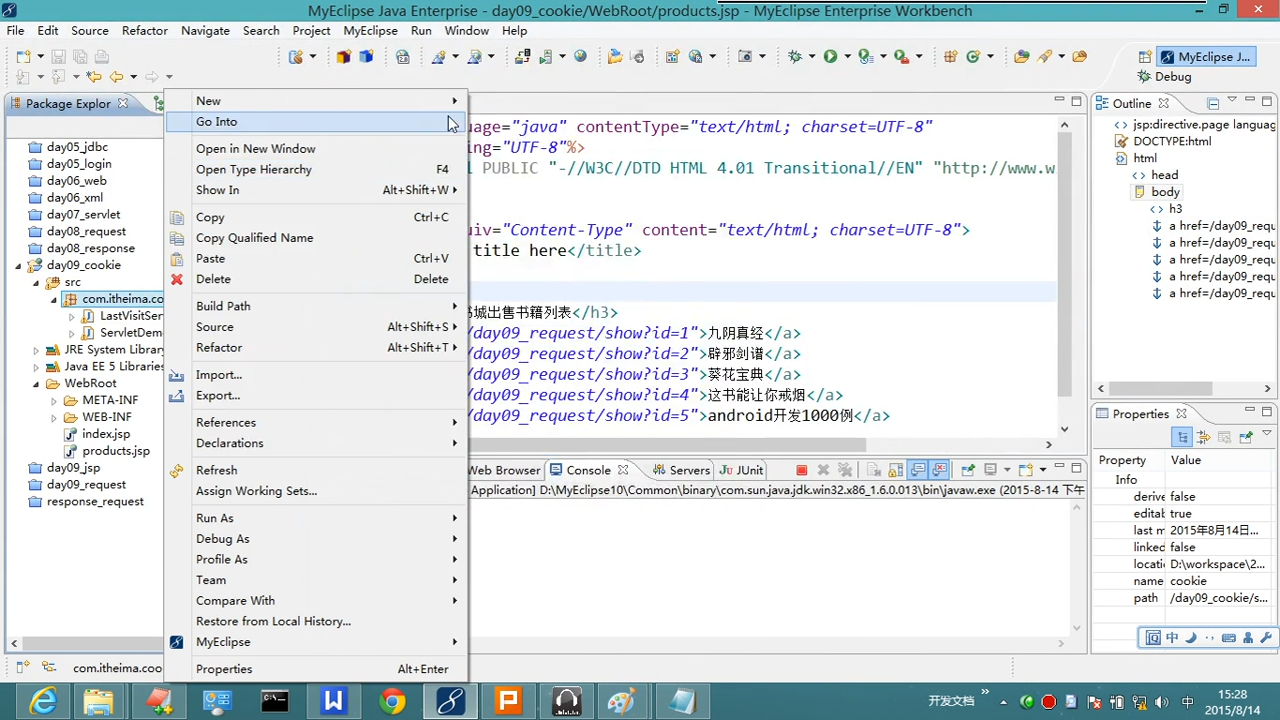 MyEclipse Java Enterprise - day09_cookie/WebRoot/products.jsp - MyEclipse Enterprise Workbench
File Edit Source Refactor Navigate Search Project MyEclipse Run Window Help
MyEclipse J...
Debug
Package Explor
day05_jdbc
day05_login
day06_web
day06_xml
day07_servlet
day08_request
day08_response
day09_cookie
src
com.itheima.co
LastVisitSer
ServletDem
JRE System Library
Java EE 5 Libraries
WebRoot
META-INF
WEB-INF
index.jsp
products.jsp
day09_jsp
day09_request
response_request
New
Go Into
Open in New Window
Open Type Hierarchy F4
Show In Alt+Shift+W
Copy Ctrl+C
Copy Qualified Name
Paste Ctrl+V
Delete Delete
Build Path
Source Alt+Shift+S
Refactor Alt+Shift+T
Import...
Export...
References
Declarations
Refresh
Assign Working Sets...
Run As
Debug As
Profile As
Team
Compare With
Restore from Local History...
MyEclipse
Properties Alt+Enter
uage="java" contentType="text/html; charset=UTF-8"
ing="UTF-8"%>
l PUBLIC "-//W3C//DTD HTML 4.01 Transitional//EN" "http://www.w
uiv="Content-Type" content="text/html; charset=UTF-8">
title here</title>
书城出售书籍列表</h3>
/day09_request/show?id=1">九阴真经</a>
/day09_request/show?id=2">辟邪剑谱</a>
/day09_request/show?id=3">葵花宝典</a>
/day09_request/show?id=4">这书能让你戒烟</a>
/day09_request/show?id=5">android开发1000例</a>
Web Browser Console Servers JUnit
Application] D:\MyEclipse10\Common\binary\com.sun.java.jdk.win32.x86_1.6.0.013\bin\javaw.exe (2015-8-14 下午
Outline
jsp:directive.page language
DOCTYPE:html
html
head
body
h3
a href=/day09_requ
a href=/day09_requ
a href=/day09_requ
a href=/day09_requ
a href=/day09_requ
Properties
Property Value
Info
derive false
editab true
last m 2015年8月14日...
linked false
locatio D:\workspace\2...
name cookie
path /day09_cookie/s...
中
com.itheima.coo
开发文档
中
15:28
2015/8/14